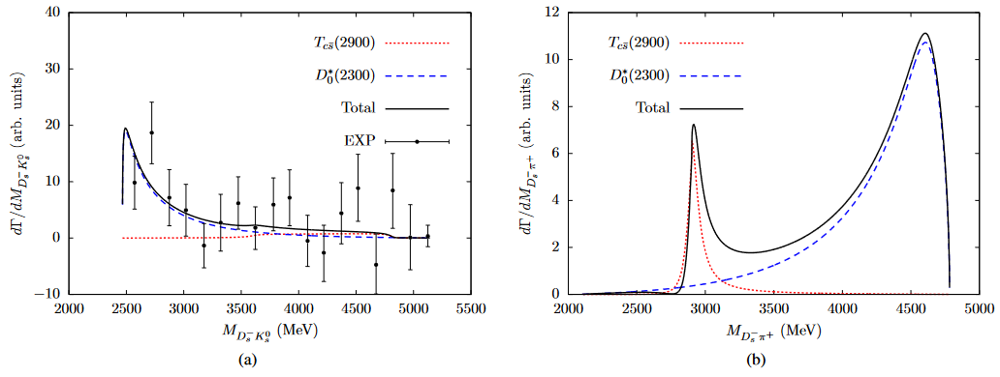 40
30
20
10
0
−10
2000
2500
3000
3500
4000
4500
5000
5500
dΓ/dM_{D_s^- K_s^0} (arb. units)
M_{D_s^- K_s^0} (MeV)
T_{cs̄}(2900)
D_0^*(2300)
Total
EXP
(a)
12
10
8
6
4
2
0
2000
2500
3000
3500
4000
4500
5000
dΓ/dM_{D_s^- π^+} (arb. units)
M_{D_s^- π^+} (MeV)
T_{cs̄}(2900)
D_0^*(2300)
Total
(b)